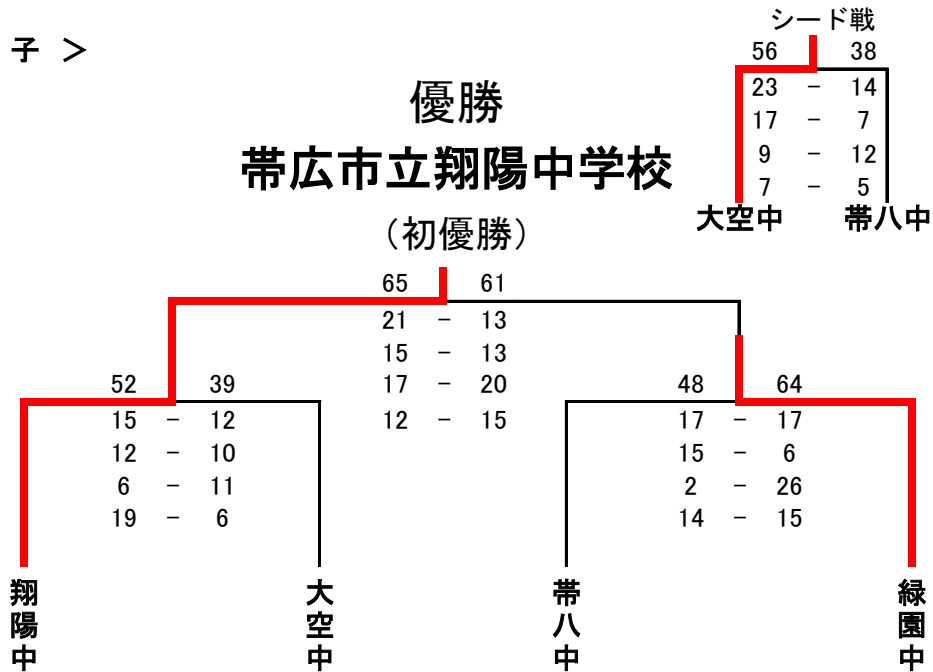 子 ＞
シード戦
56 38
23 - 14
17 - 7
9 - 12
7 - 5
大空中 帯八中
優勝
帯広市立翔陽中学校
（初優勝）
65 61
21 - 13
15 - 13
17 - 20
12 - 15
52 39
15 - 12
12 - 10
6 - 11
19 - 6
48 64
17 - 17
15 - 6
2 - 26
14 - 15
翔陽中
大空中
帯八中
緑園中